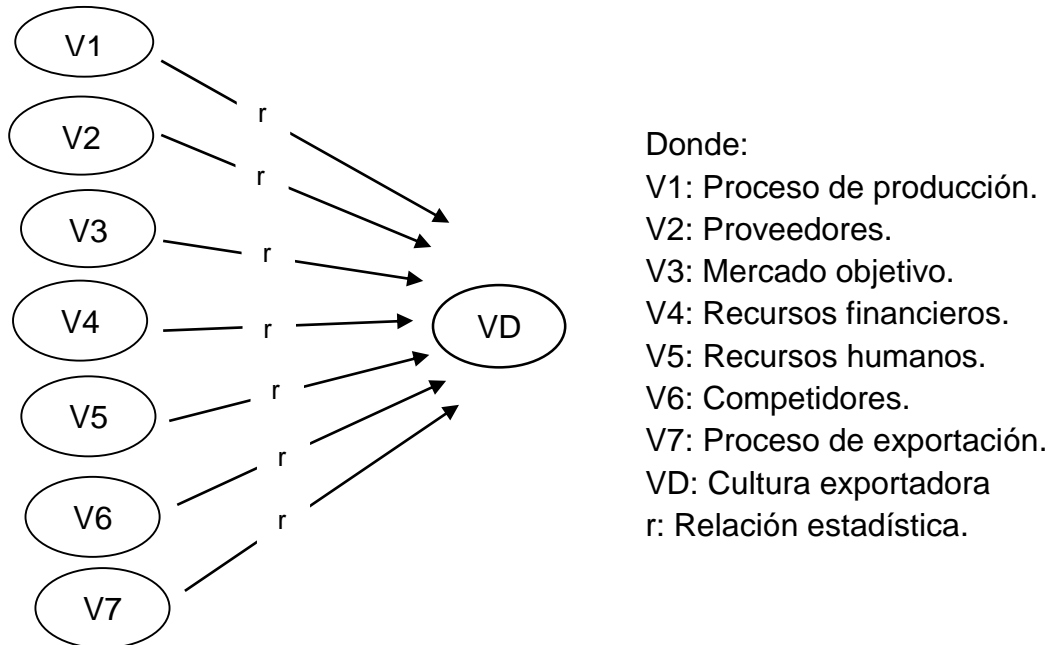 V1
r
V2
r
V3
r
V4
r
VD
V5
r
V6
r
V7
r
Donde:
V1: Proceso de producción.
V2: Proveedores.
V3: Mercado objetivo.
V4: Recursos financieros.
V5: Recursos humanos.
V6: Competidores.
V7: Proceso de exportación.
VD: Cultura exportadora
r: Relación estadística.